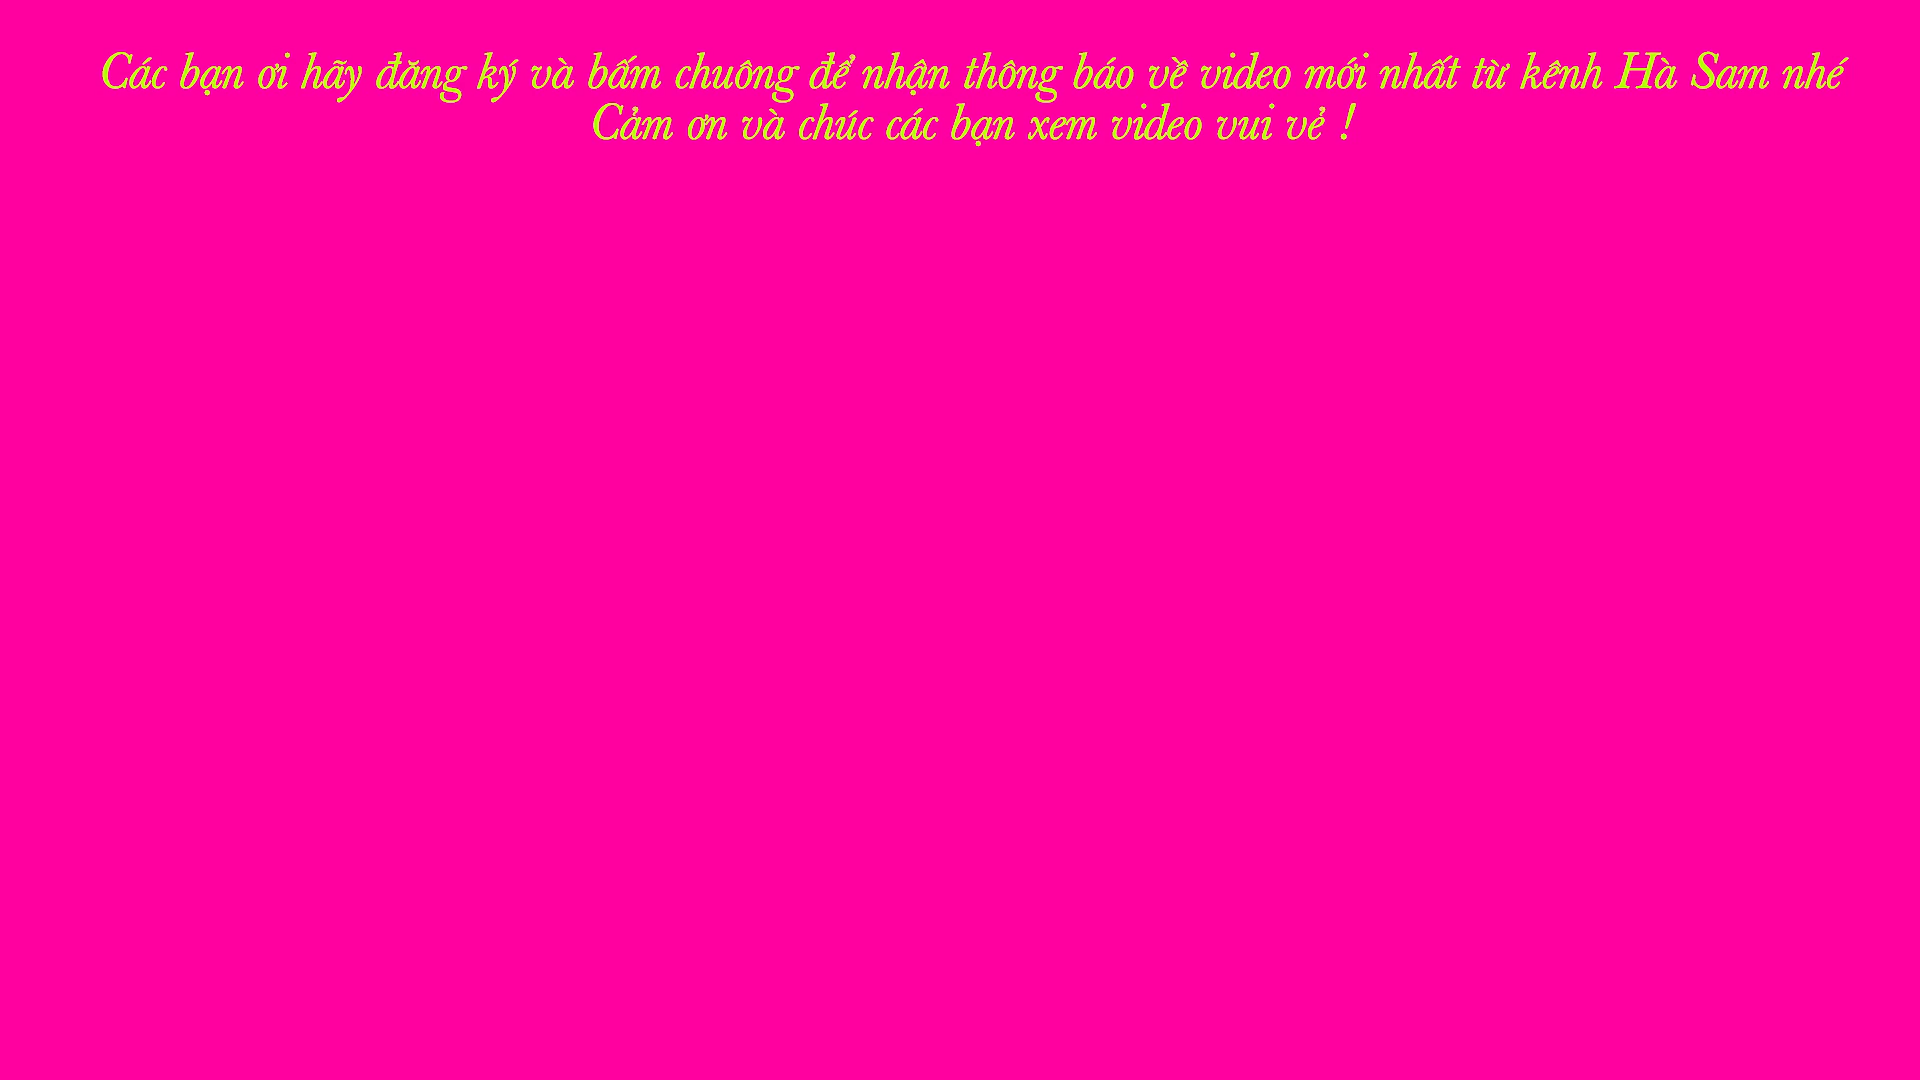 Các bạn ơi hãy đăng ký và bấm chuông để nhận thông báo về video mới nhất từ kênh Hà Sam nhé
Cảm ơn và chúc các bạn xem video vui vẻ !